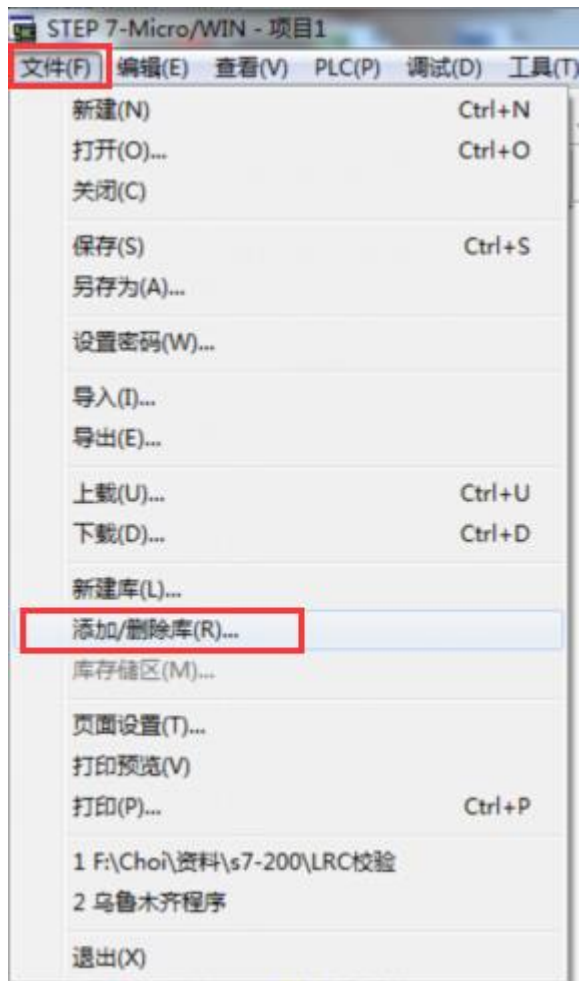 STEP 7-Micro/WIN - 项目1
文件(F) 编辑(E) 查看(V) PLC(P) 调试(D) 工具(T)
新建(N) Ctrl+N
打开(O)... Ctrl+O
关闭(C)
保存(S) Ctrl+S
另存为(A)...
设置密码(W)...
导入(I)...
导出(E)...
上载(U)... Ctrl+U
下载(D)... Ctrl+D
新建库(L)...
添加/删除库(R)...
库存储区(M)...
页面设置(T)...
打印预览(V)
打印(P)... Ctrl+P
1 F:\Choi\资料\s7-200\LRC校验
2 乌鲁木齐程序
退出(X)